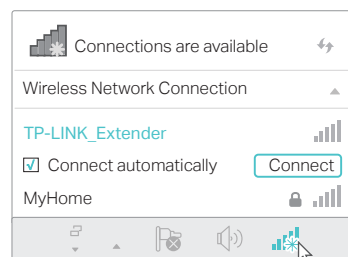 Connections are available
Wireless Network Connection
TP-LINK_Extender
Connect automatically Connect
MyHome